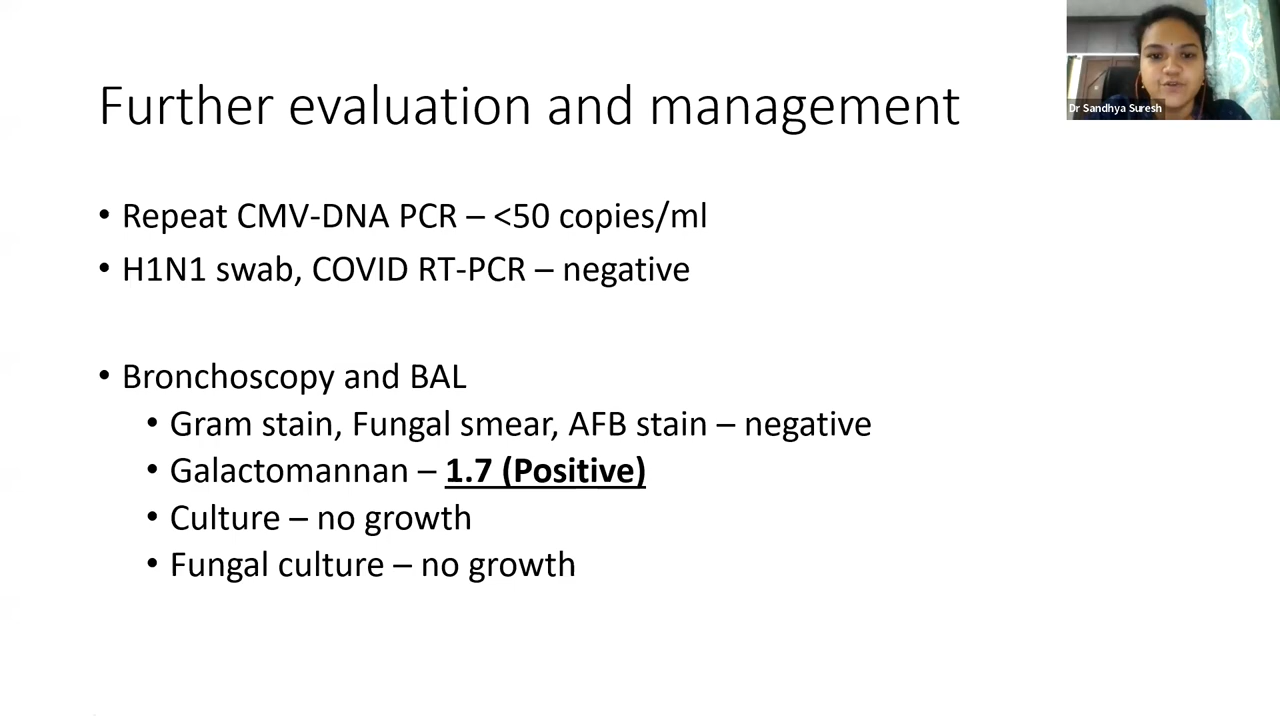 Further evaluation and management
Dr Sandhya Suresh
• Repeat CMV-DNA PCR – <50 copies/ml
• H1N1 swab, COVID RT-PCR – negative
• Bronchoscopy and BAL
• Gram stain, Fungal smear, AFB stain – negative
• Galactomannan – 1.7 (Positive)
• Culture – no growth
• Fungal culture – no growth